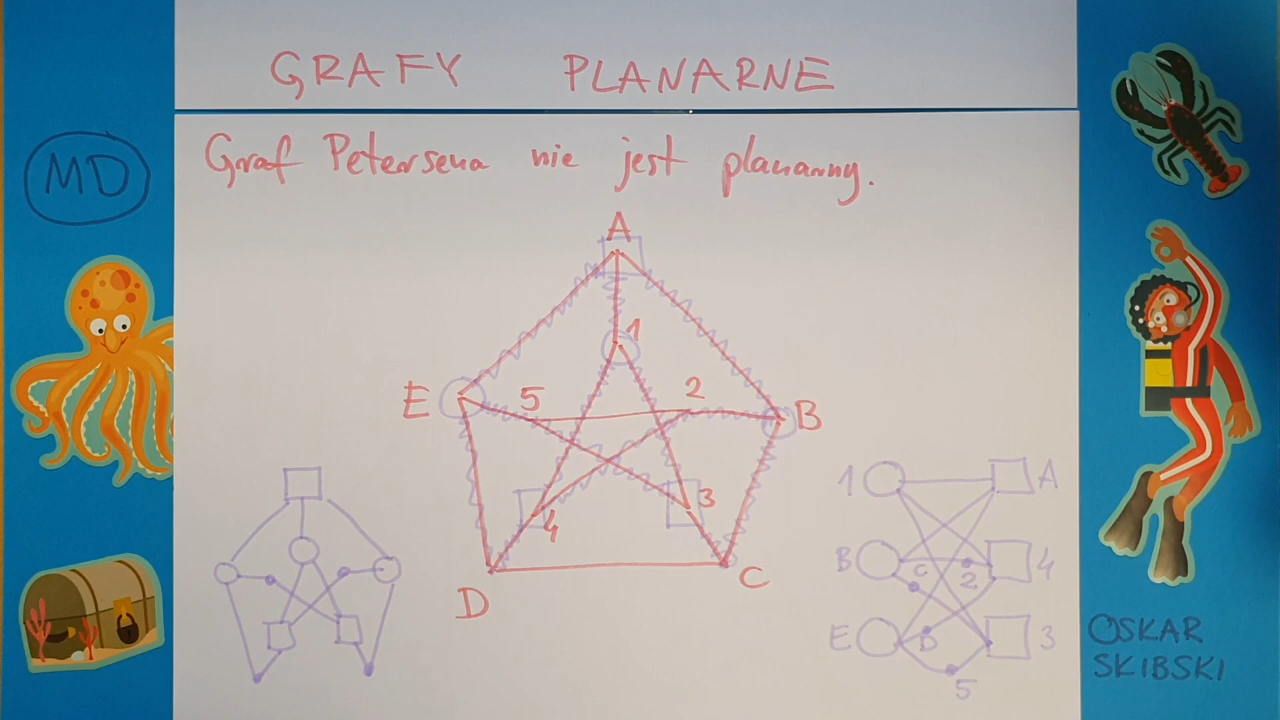 GRAFY PLANARNE
MD
Graf Petersena nie jest planarny.
A
1
E 5 2 B
4 3
D C
1 A
B C 2 4
E D 3
5
OSKAR
SKIBSKI